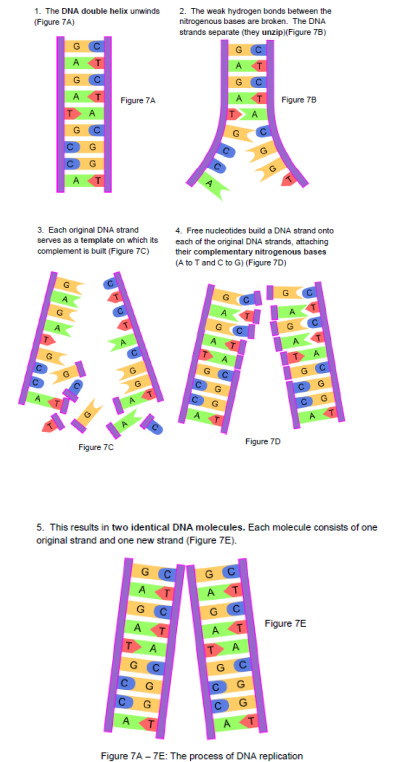 1. The DNA double helix unwinds
(Figure 7A)
G C
A T
G C
A T
T A
G C
C G
C G
A T
Figure 7A
2. The weak hydrogen bonds between the
nitrogenous bases are broken. The DNA
strands separate (they unzip)(Figure 7B)
G C
A T
G C
A T
T A
G C
C G
C G
A T
Figure 7B
3. Each original DNA strand
serves as a template on which its
complement is built (Figure 7C)
G C
A T
G C
A T
T A
G C
C G
C G
A T
G C
A T
T G A C
Figure 7C
4. Free nucleotides build a DNA strand onto
each of the original DNA strands, attaching
their complementary nitrogenous bases
(A to T and C to G) (Figure 7D)
G C G C
A T A T
G C G C
A T A T
T A T A
G C G C
C G C G
C G C G
A T A T
Figure 7D
5. This results in two identical DNA molecules. Each molecule consists of one
original strand and one new strand (Figure 7E).
G C G C
A T A T
G C G C
A T A T
T A T A
G C G C
C G C G
C G C G
A T A T
Figure 7E
Figure 7A – 7E: The process of DNA replication